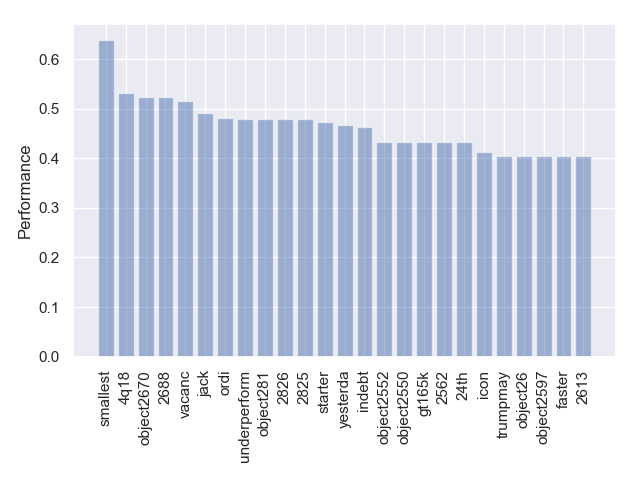 0.6
0.5
0.4
0.3
0.2
0.1
0.0
Performance
smallest
4q18
object2670
2688
vacanc
jack
ordi
underperform
object281
2826
2825
starter
yesterda
indebt
object2552
object2550
gt165k
2562
24th
icon
trumpmay
object26
object2597
faster
2613